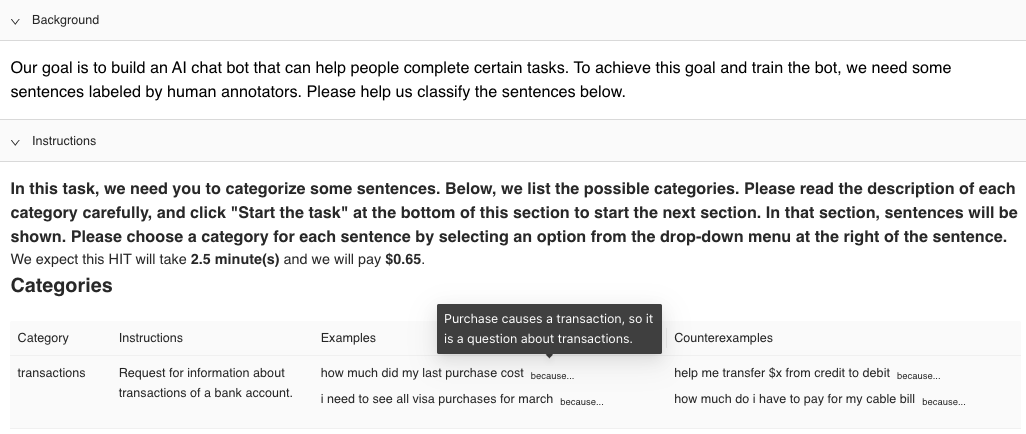 Background
Our goal is to build an AI chat bot that can help people complete certain tasks. To achieve this goal and train the bot, we need some
sentences labeled by human annotators. Please help us classify the sentences below.
Instructions
In this task, we need you to categorize some sentences. Below, we list the possible categories. Please read the description of each
category carefully, and click "Start the task" at the bottom of this section to start the next section. In that section, sentences will be
shown. Please choose a category for each sentence by selecting an option from the drop-down menu at the right of the sentence.
We expect this HIT will take 2.5 minute(s) and we will pay $0.65.
Categories
Purchase causes a transaction, so it
is a question about transactions.
Category Instructions Examples Counterexamples
transactions Request for information about how much did my last purchase cost because... help me transfer $x from credit to debit because...
transactions of a bank account. i need to see all visa purchases for march because... how much do i have to pay for my cable bill because...